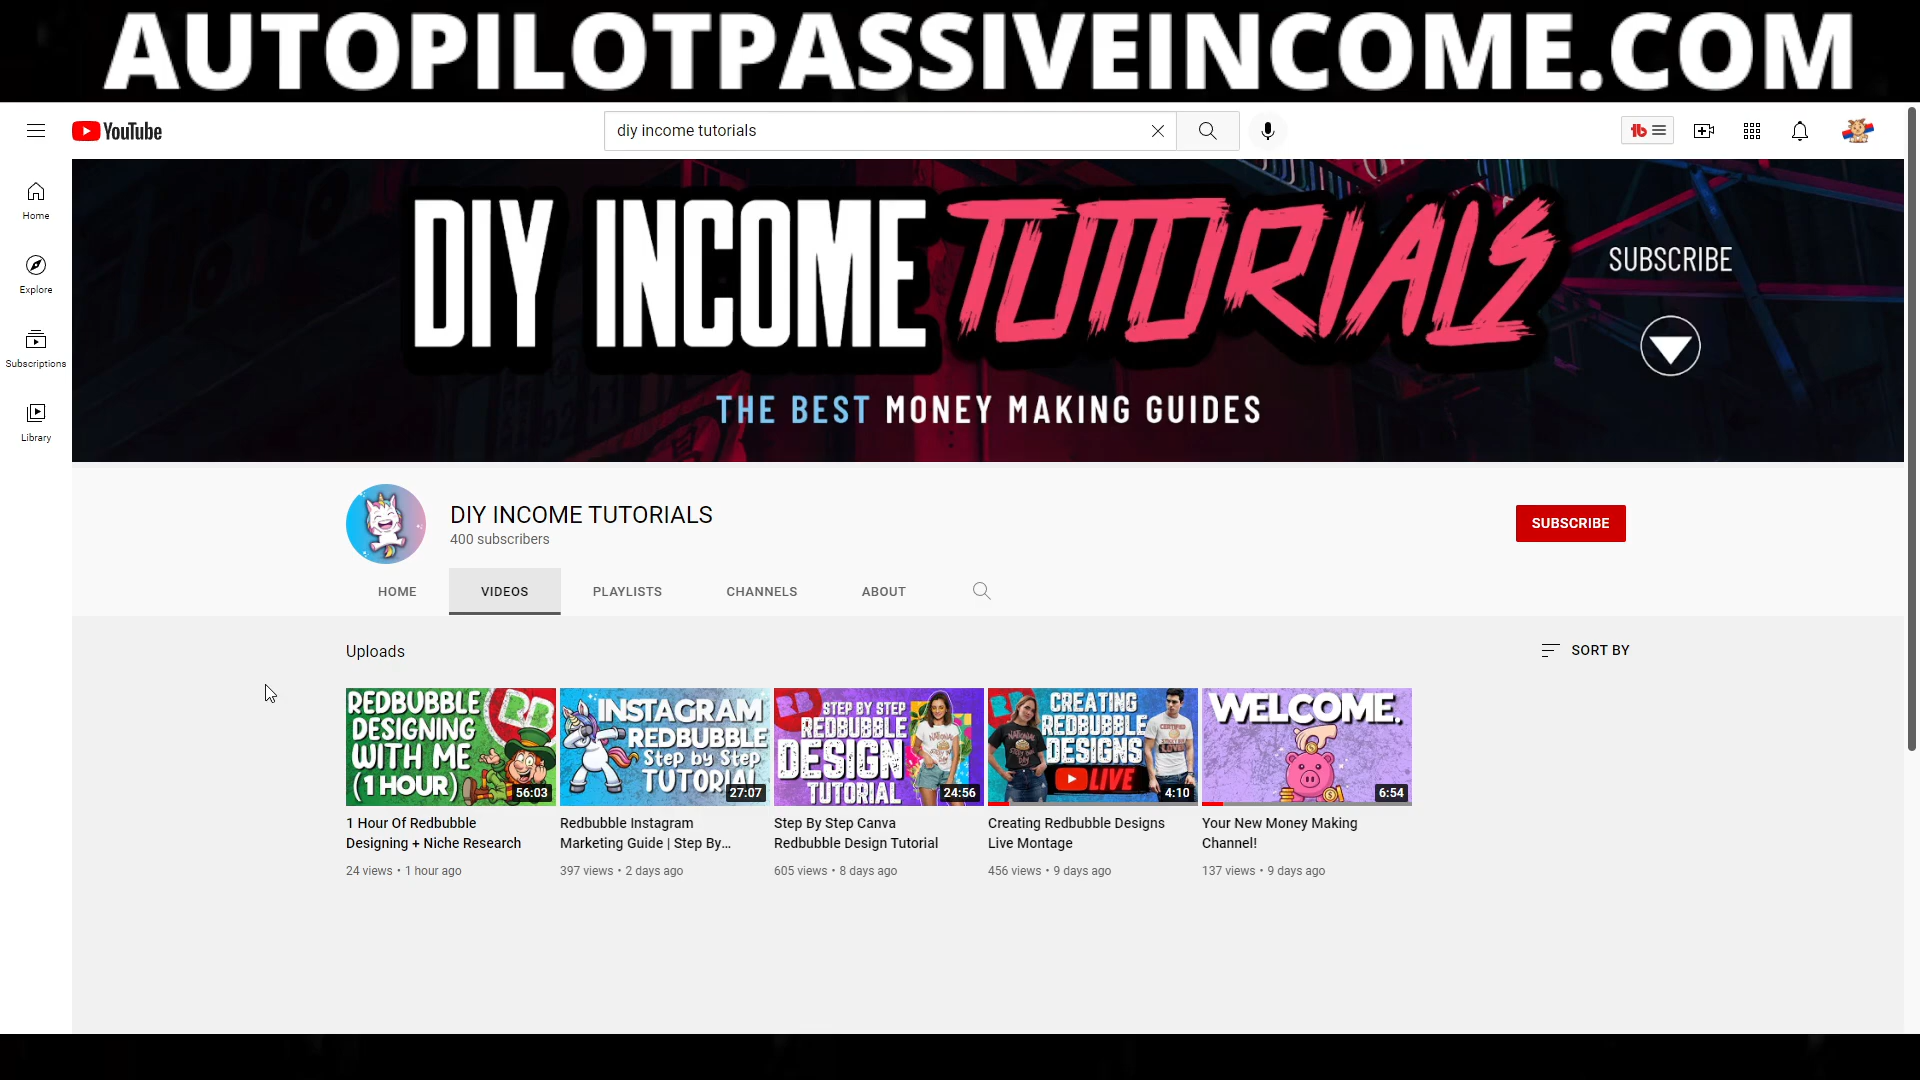 AUTOPILOTPASSIVEINCOME.COM
YouTube
diy income tutorials
Home
Explore
Subscriptions
Library
DIY INCOME TUTORIALS
SUBSCRIBE
THE BEST MONEY MAKING GUIDES
DIY INCOME TUTORIALS
400 subscribers
SUBSCRIBE
HOME VIDEOS PLAYLISTS CHANNELS ABOUT
Uploads
SORT BY
REDBUBBLE
DESIGNING
WITH ME
(1 HOUR)
RB
56:03
1 Hour Of Redbubble
Designing + Niche Research
24 views • 1 hour ago
INSTAGRAM
REDBUBBLE
Step by Step
TUTORIAL
27:07
Redbubble Instagram
Marketing Guide | Step By...
397 views • 2 days ago
STEP BY STEP
REDBUBBLE
DESIGN
TUTORIAL
24:56
Step By Step Canva
Redbubble Design Tutorial
605 views • 8 days ago
CREATING
REDBUBBLE
DESIGNS
LIVE
4:10
Creating Redbubble Designs
Live Montage
456 views • 9 days ago
WELCOME.
6:54
Your New Money Making
Channel!
137 views • 9 days ago